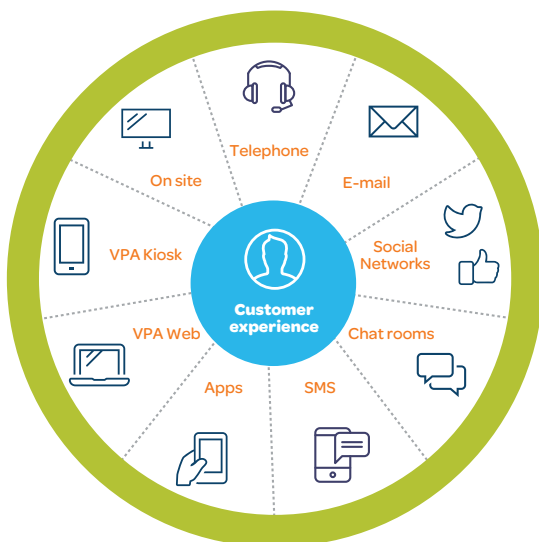 Telephone
On site
E-mail
VPA Kiosk
Social
Networks
Customer
experience
VPA Web
Chat rooms
Apps
SMS